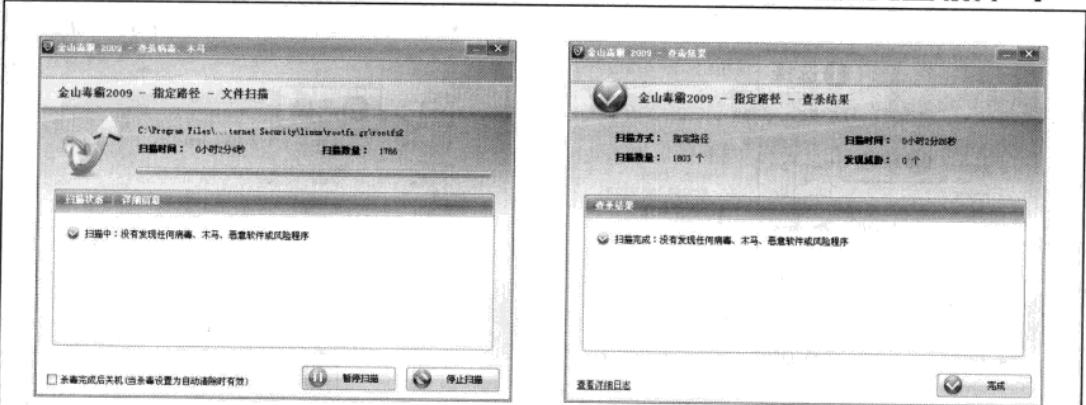 金山毒霸 2009 - 查杀病毒、木马
金山毒霸2009 - 指定路径 - 文件扫描
C:\Program Files\...ternet Security\linux\rootfs.gz\rootfs2
扫描时间： 0小时2分4秒 扫描数量： 1786
扫描状态 详细信息
扫描中：没有发现任何病毒、木马、恶意软件或风险程序
杀毒完成后关机(当杀毒设置为自动清除时有效)
暂停扫描 停止扫描
金山毒霸 2009 - 查毒结果
金山毒霸2009 - 指定路径 - 查杀结果
扫描方式： 指定路径 扫描时间： 0小时2分26秒
扫描数量： 1803 个 发现威胁： 0 个
查杀结果
扫描完成：没有发现任何病毒、木马、恶意软件或风险程序
查看详细日志
完成